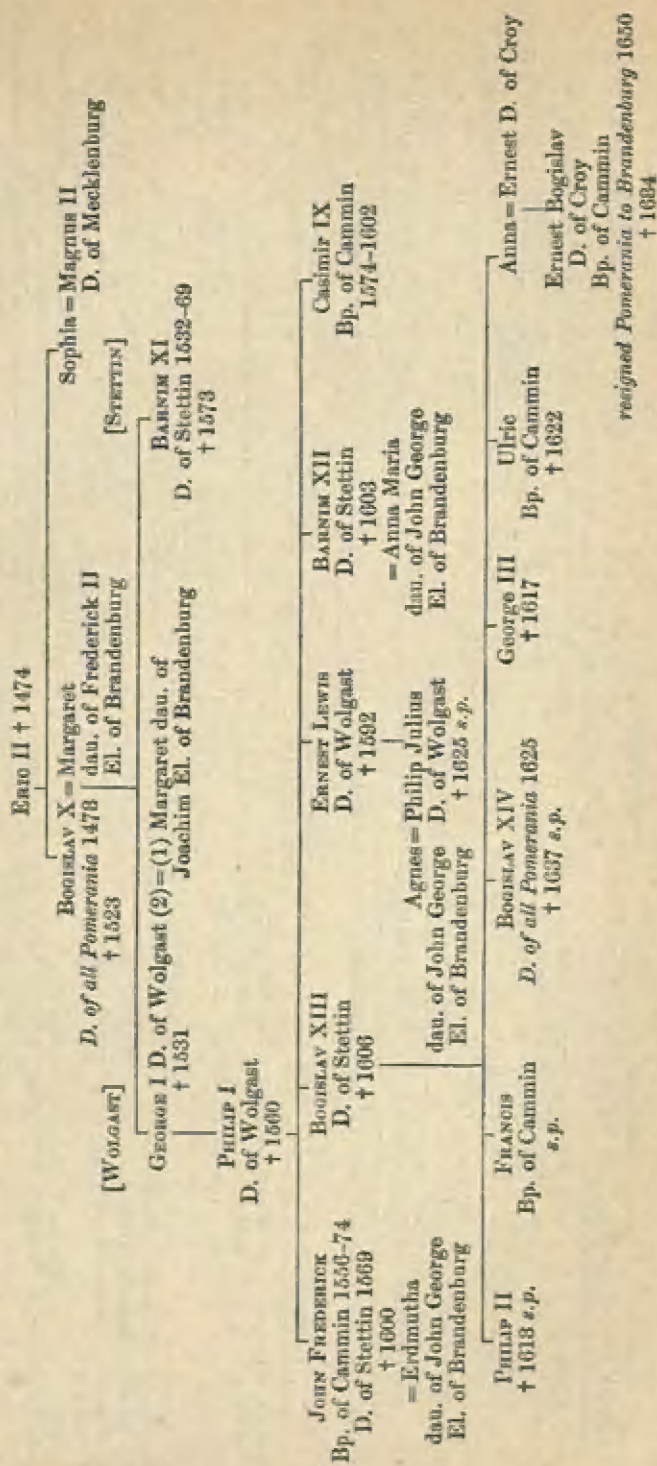 ERIC II † 1474
BOGISLAV X = Margaret
D. of all Pomerania 1478 dau. of Frederick II
† 1523 El. of Brandenburg
Sophia = Magnus II
D. of Mecklenburg
[WOLGAST]
[STETTIN]
GEORGE I D. of Wolgast (2)=(1) Margaret dau. of
† 1531 Joachim El. of Brandenburg
BARNIM XI
D. of Stettin 1532–69
† 1573
PHILIP I
D. of Wolgast
† 1560
JOHN FREDERICK
Bp. of Cammin 1556–74
D. of Stettin 1569
† 1600
=Erdmutha
dau. of John George
El. of Brandenburg
BOGISLAV XIII
D. of Stettin
† 1606
ERNEST LEWIS
D. of Wolgast
† 1592
Agnes = Philip Julius
dau. of John George D. of Wolgast
El. of Brandenburg † 1625 s.p.
BARNIM XII
D. of Stettin
† 1603
=Anna Maria
dau. of John George
El. of Brandenburg
Casimir IX
Bp. of Cammin
1574–1602
PHILIP II
† 1618 s.p.
FRANCIS
Bp. of Cammin
s.p.
BOGISLAV XIV
D. of all Pomerania 1625
† 1637 s.p.
George III
† 1617
Ulric
Bp. of Cammin
† 1622
Anna = Ernest D. of Croy
Ernest Bogislav
D. of Croy
Bp. of Cammin
resigned Pomerania to Brandenburg 1650
† 1684